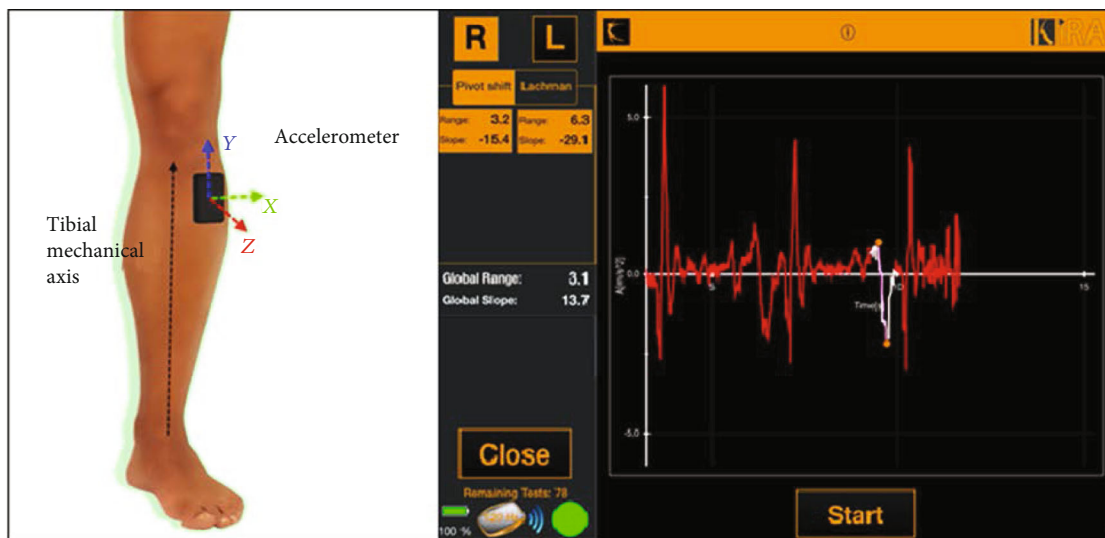 Accelerometer
Y
X
Z
Tibial
mechanical
axis
R L
Pivot shift Lachman
Range: 3.2 Range: 6.3
Slope: -15.4 Slope: -29.1
Global Range: 3.1
Global Slope: 13.7
Close
Remaining Tests: 78
100 %
KiRA
A[m/s^2]
5.0
0.0
-5.0
5
10
15
Start